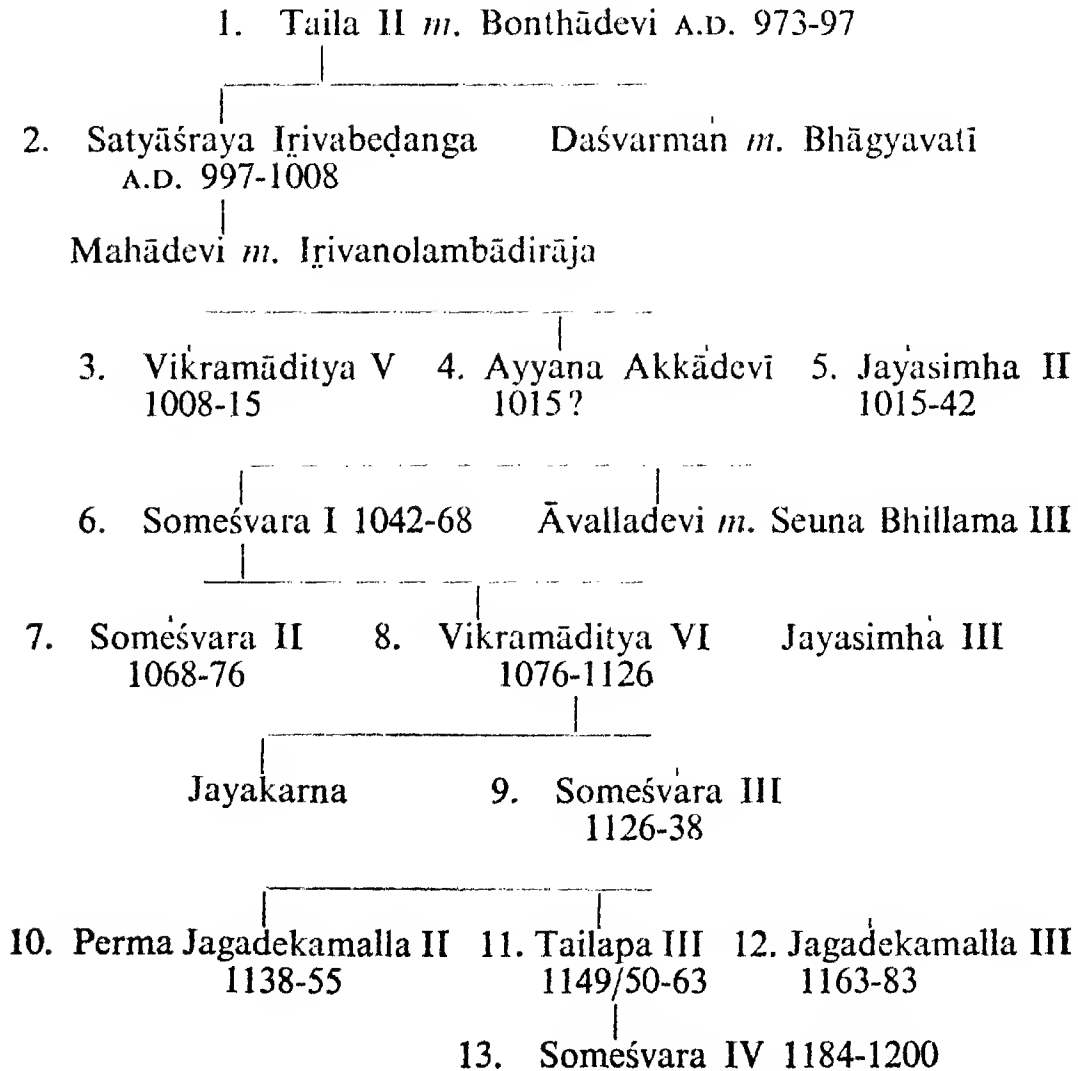 1. Taila II m. Bonthādevi A.D. 973-97
2. Satyāśraya Iṛivabeḍanga Daśvarman m. Bhāgyavatī
A.D. 997-1008
Mahādevi m. Iṛivanolambādirāja
3. Vikramāditya V 4. Ayyana Akkādevī 5. Jayasimha II
1008-15 1015? 1015-42
6. Someśvara I 1042-68 Āvalladevi m. Seuna Bhillama III
7. Someśvara II 8. Vikramāditya VI Jayasimha III
1068-76 1076-1126
Jayakarna 9. Someśvara III
1126-38
10. Perma Jagadekamalla II 11. Tailapa III 12. Jagadekamalla III
1138-55 1149/50-63 1163-83
13. Someśvara IV 1184-1200